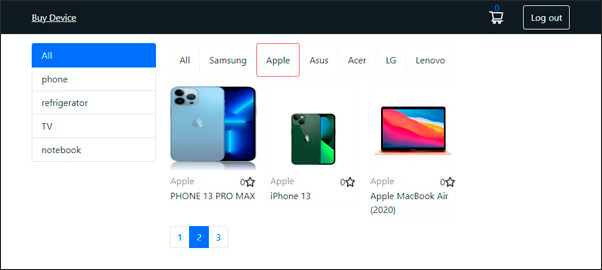 Buy Device
0
Log out
All
phone
refrigerator
TV
notebook
All Samsung Apple Asus Acer LG Lenovo
Apple 0
PHONE 13 PRO MAX
Apple 0
iPhone 13
Apple 0
Apple MacBook Air
(2020)
1 2 3